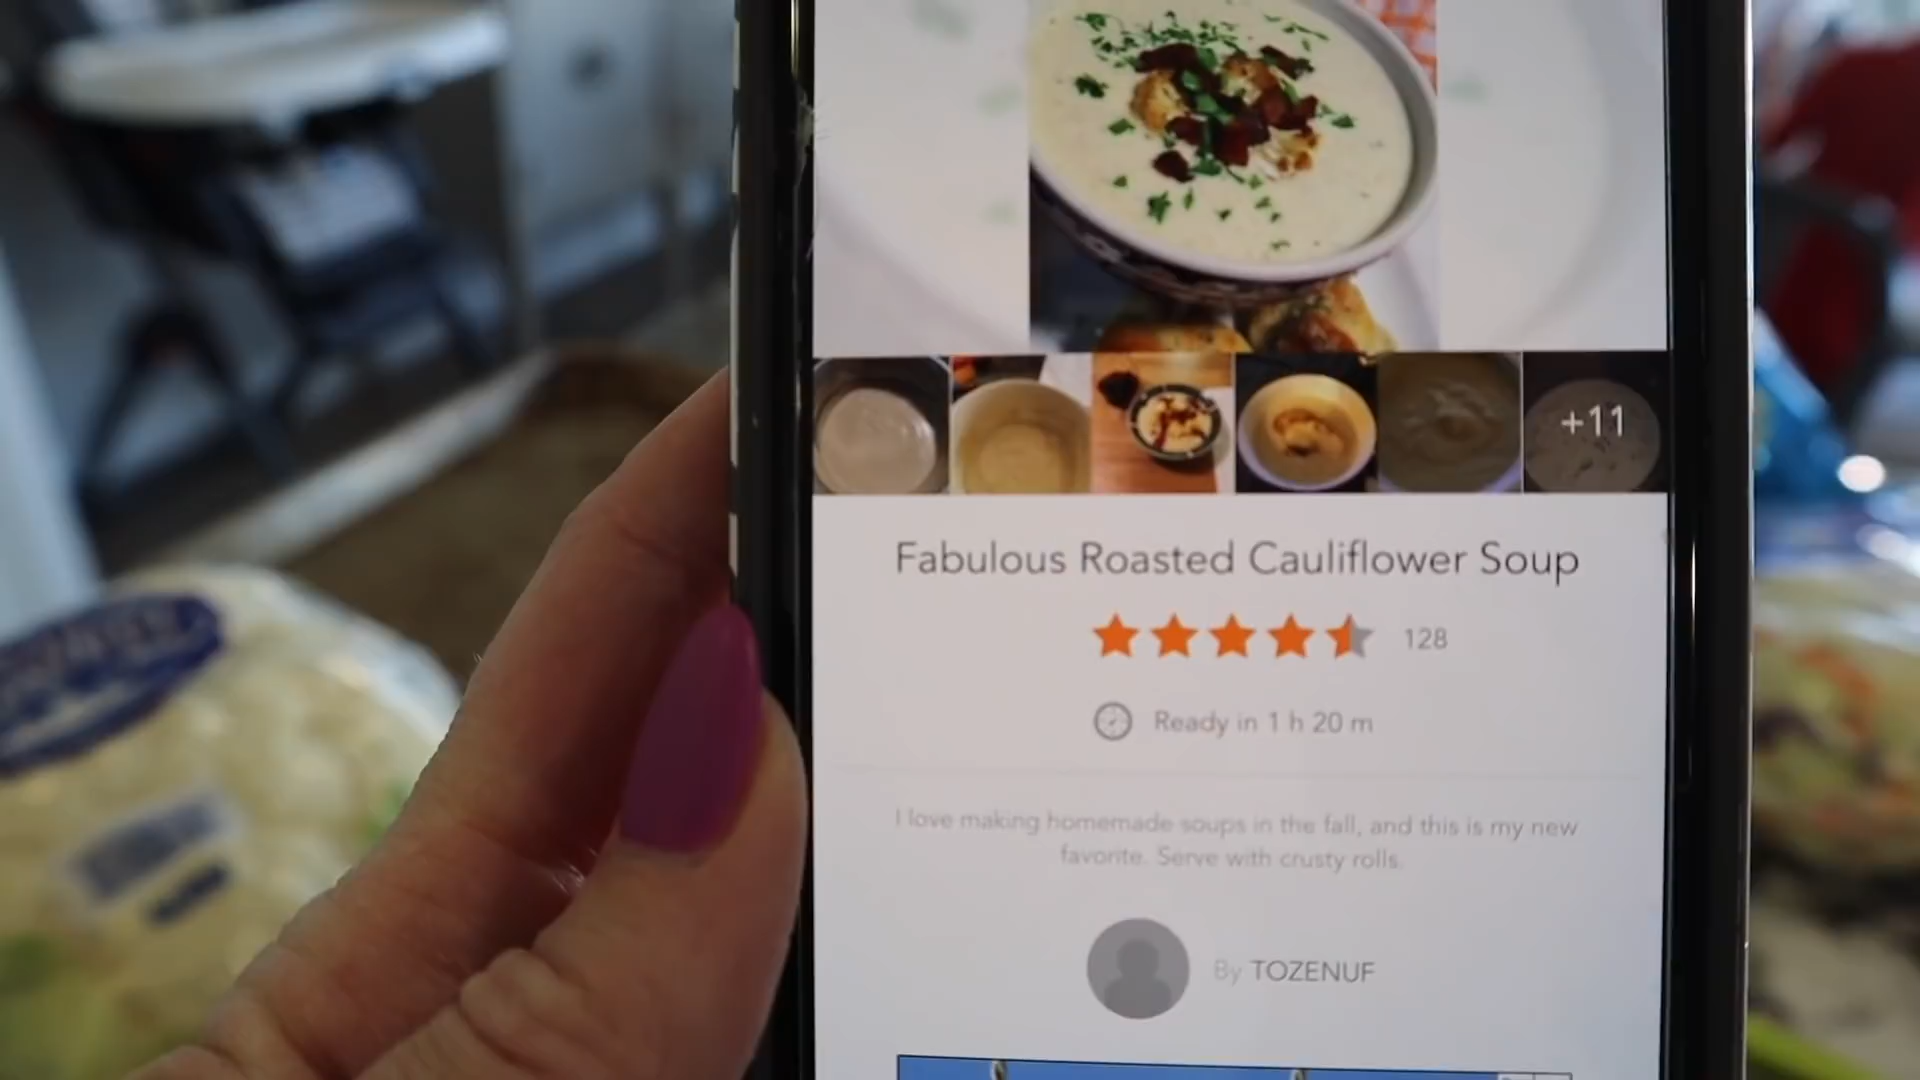 +11
Fabulous Roasted Cauliflower Soup
128
Ready in 1 h 20 m
I love making homemade soups in the fall, and this is my new
favorite. Serve with crusty rolls.
By TOZENUF